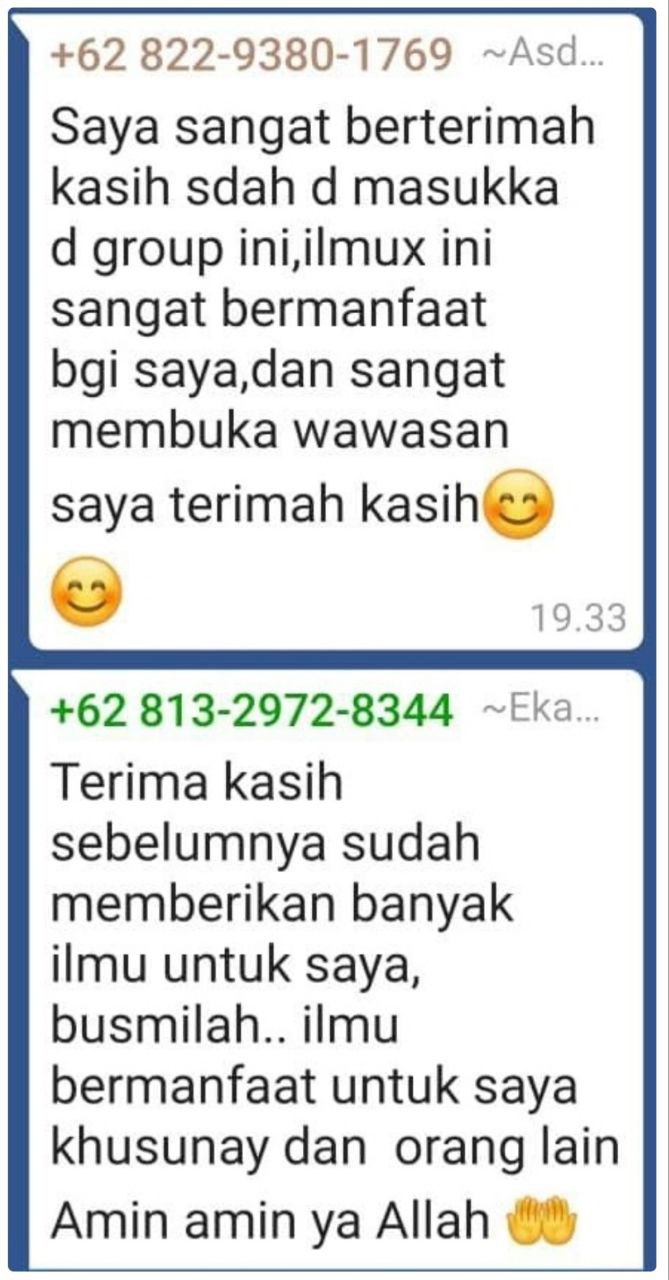 +62 822-9380-1769 ~Asd...
Saya sangat berterimah
kasih sdah d masukka
d group ini,ilmux ini
sangat bermanfaat
bgi saya,dan sangat
membuka wawasan
saya terimah kasih😊
😊
19.33
+62 813-2972-8344 ~Eka...
Terima kasih
sebelumnya sudah
memberikan banyak
ilmu untuk saya,
busmilah.. ilmu
bermanfaat untuk saya
khusunay dan  orang lain
Amin amin ya Allah 🤲